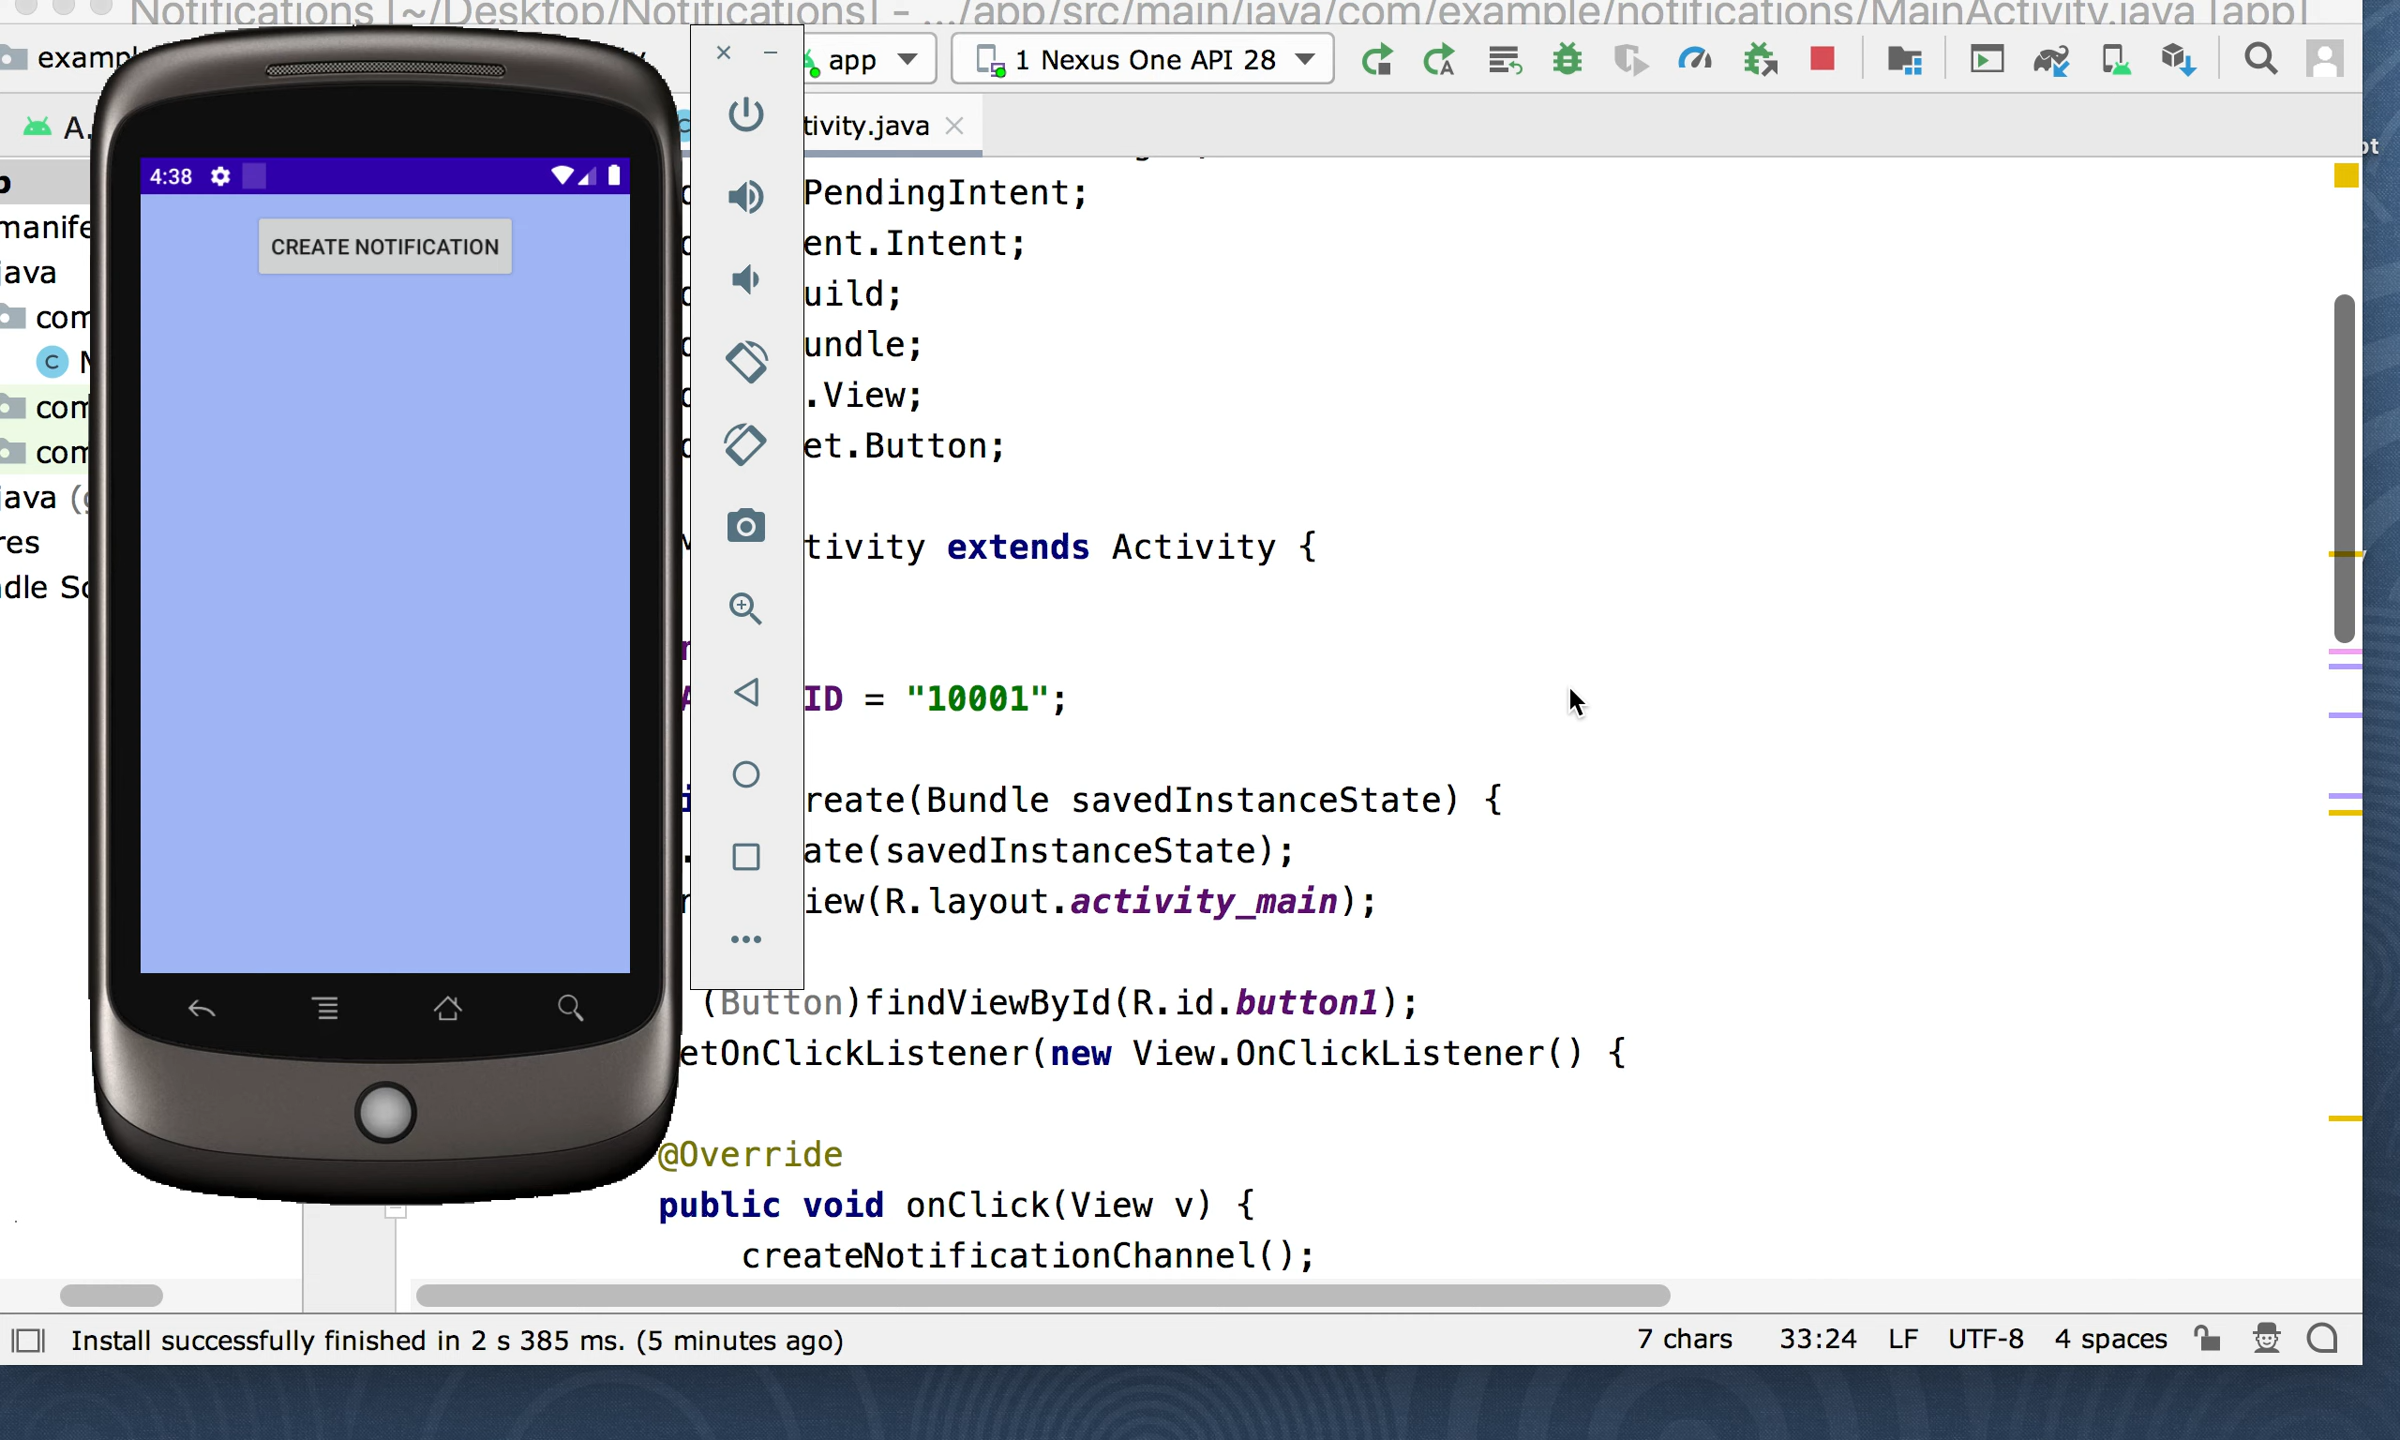 Notifications [~/Desktop/Notifications] - .../app/src/main/java/com/example/notifications/MainActivity.java [app]
app
1 Nexus One API 28
tivity.java
4:38
CREATE NOTIFICATION
java
java
res
PendingIntent;
ent.Intent;
uild;
undle;
.View;
et.Button;
tivity extends Activity {
ID = "10001";
reate(Bundle savedInstanceState) {
ate(savedInstanceState);
iew(R.layout.activity_main);
(Button)findViewById(R.id.button1);
etOnClickListener(new View.OnClickListener() {
@Override
public void onClick(View v) {
createNotificationChannel();
Install successfully finished in 2 s 385 ms. (5 minutes ago)
7 chars 33:24 LF UTF-8 4 spaces